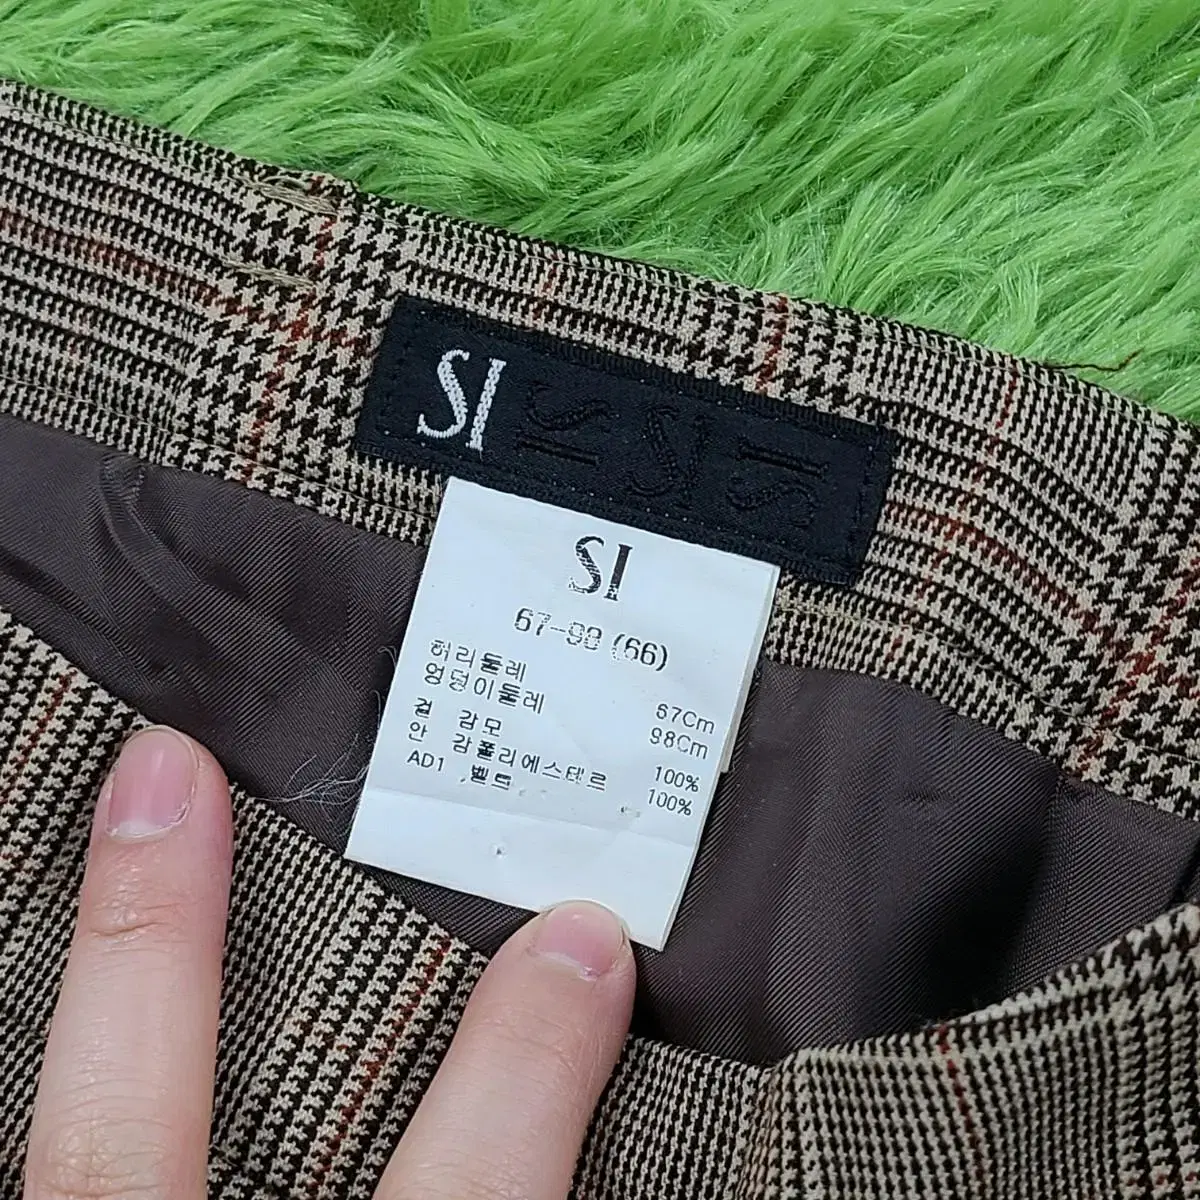 SI
SI
67-98 (66)
허리둘레 67Cm
엉덩이둘레 98Cm
겉 감모 100%
안 감폴리에스테르 100%
AD1 벨트